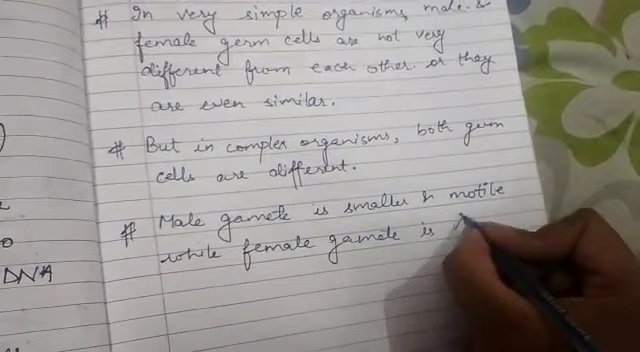 # In very simple organisms, male &
female germ cells are not very
different from each other or they
are even similar.
# But in complex organisms, both germ
cells are different.
# Male gamete is smaller & motile
while female gamete is
DNA